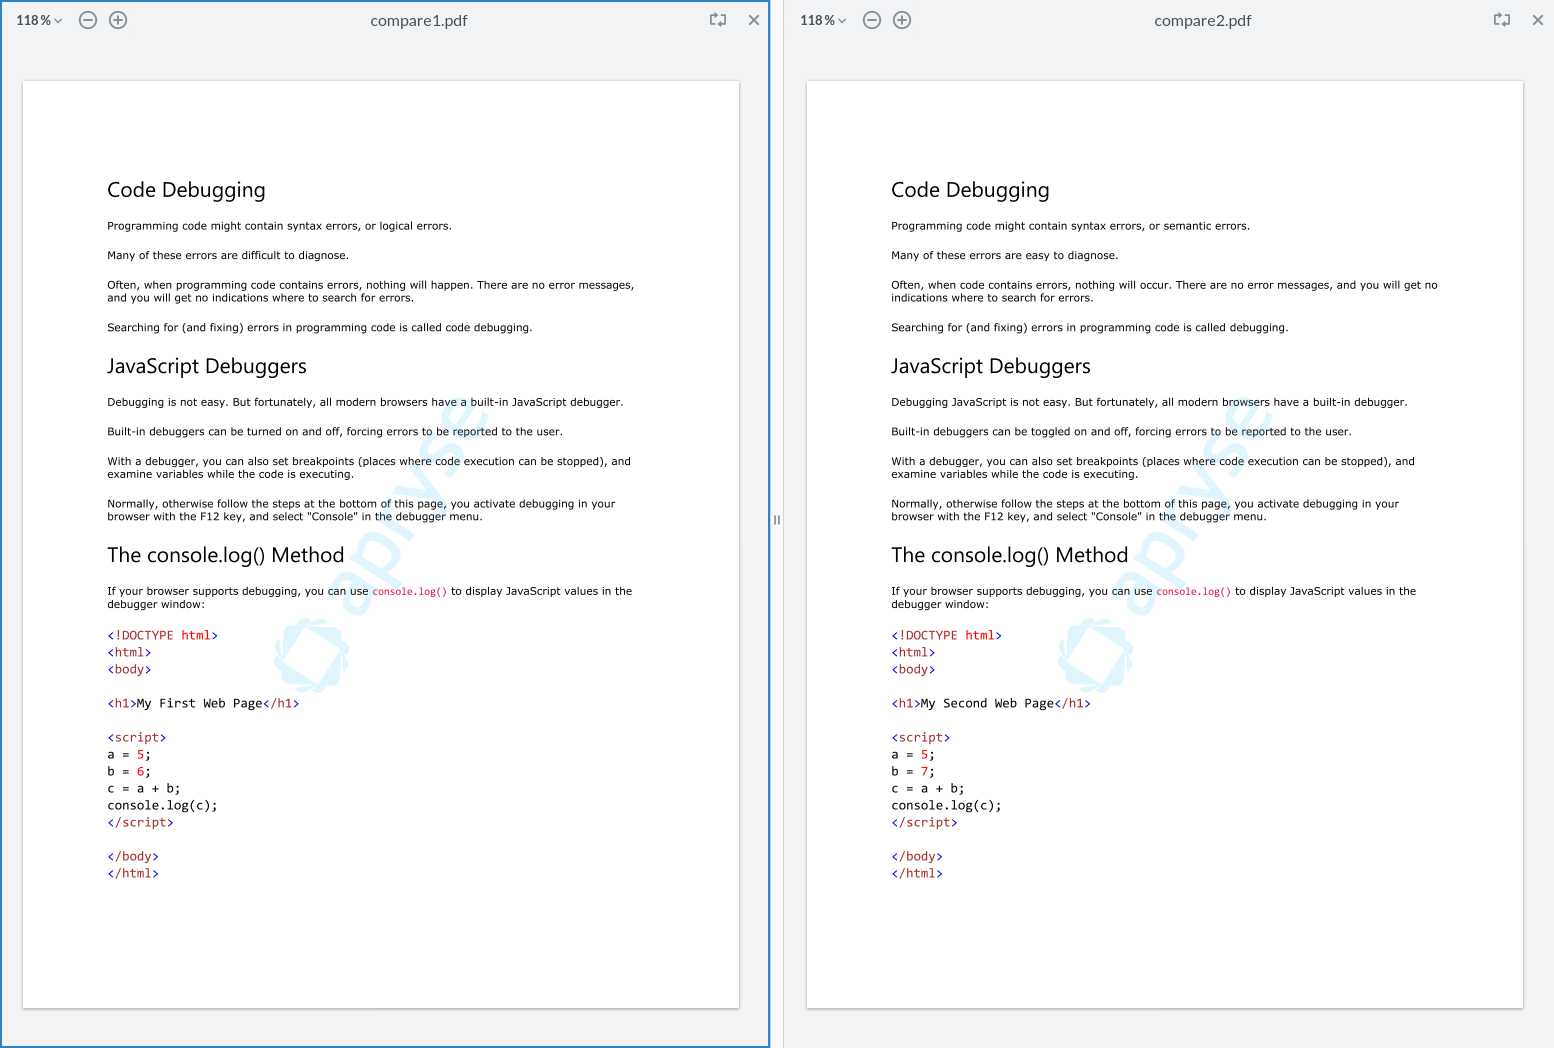 118 %
compare1.pdf
Code Debugging
Programming code might contain syntax errors, or logical errors.
Many of these errors are difficult to diagnose.
Often, when programming code contains errors, nothing will happen. There are no error messages,
and you will get no indications where to search for errors.
Searching for (and fixing) errors in programming code is called code debugging.
JavaScript Debuggers
Debugging is not easy. But fortunately, all modern browsers have a built-in JavaScript debugger.
Built-in debuggers can be turned on and off, forcing errors to be reported to the user.
With a debugger, you can also set breakpoints (places where code execution can be stopped), and
examine variables while the code is executing.
Normally, otherwise follow the steps at the bottom of this page, you activate debugging in your
browser with the F12 key, and select "Console" in the debugger menu.
The console.log() Method
If your browser supports debugging, you can use console.log() to display JavaScript values in the
debugger window:
<!DOCTYPE html>
<html>
<body>
<h1>My First Web Page</h1>
<script>
a = 5;
b = 6;
c = a + b;
console.log(c);
</script>
</body>
</html>
apryse
118 %
compare2.pdf
Code Debugging
Programming code might contain syntax errors, or semantic errors.
Many of these errors are easy to diagnose.
Often, when code contains errors, nothing will occur. There are no error messages, and you will get no
indications where to search for errors.
Searching for (and fixing) errors in programming code is called debugging.
JavaScript Debuggers
Debugging JavaScript is not easy. But fortunately, all modern browsers have a built-in debugger.
Built-in debuggers can be toggled on and off, forcing errors to be reported to the user.
With a debugger, you can also set breakpoints (places where code execution can be stopped), and
examine variables while the code is executing.
Normally, otherwise follow the steps at the bottom of this page, you activate debugging in your
browser with the F12 key, and select "Console" in the debugger menu.
The console.log() Method
If your browser supports debugging, you can use console.log() to display JavaScript values in the
debugger window:
<!DOCTYPE html>
<html>
<body>
<h1>My Second Web Page</h1>
<script>
a = 5;
b = 7;
c = a + b;
console.log(c);
</script>
</body>
</html>
apryse